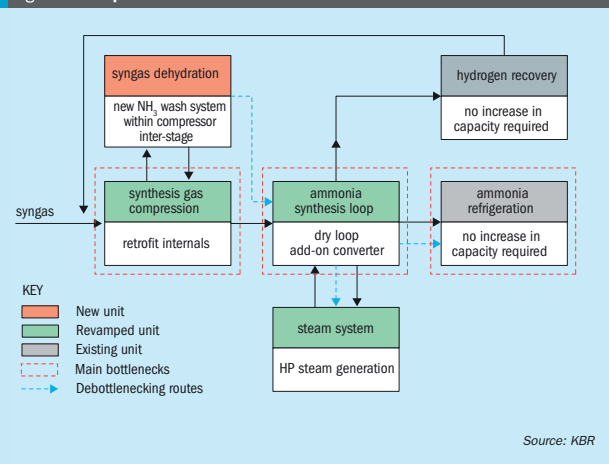 syngas dehydration
new NH3 wash system
within compressor
inter-stage
hydrogen recovery
no increase in
capacity required
syngas
synthesis gas
compression
retrofit internals
ammonia
synthesis loop
dry loop
add-on converter
ammonia
refrigeration
no increase in
capacity required
KEY
New unit
Revamped unit
Existing unit
Main bottlenecks
Debottlenecking routes
steam system
HP steam generation
Source: KBR